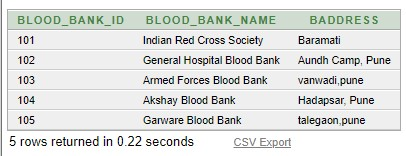 BLOOD_BANK_ID BLOOD_BANK_NAME BADDRESS
101 Indian Red Cross Society Baramati
102 General Hospital Blood Bank Aundh Camp, Pune
103 Armed Forces Blood Bank vanwadi,pune
104 Akshay Blood Bank Hadapsar, Pune
105 Garware Blood Bank talegaon,pune
5 rows returned in 0.22 seconds CSV Export